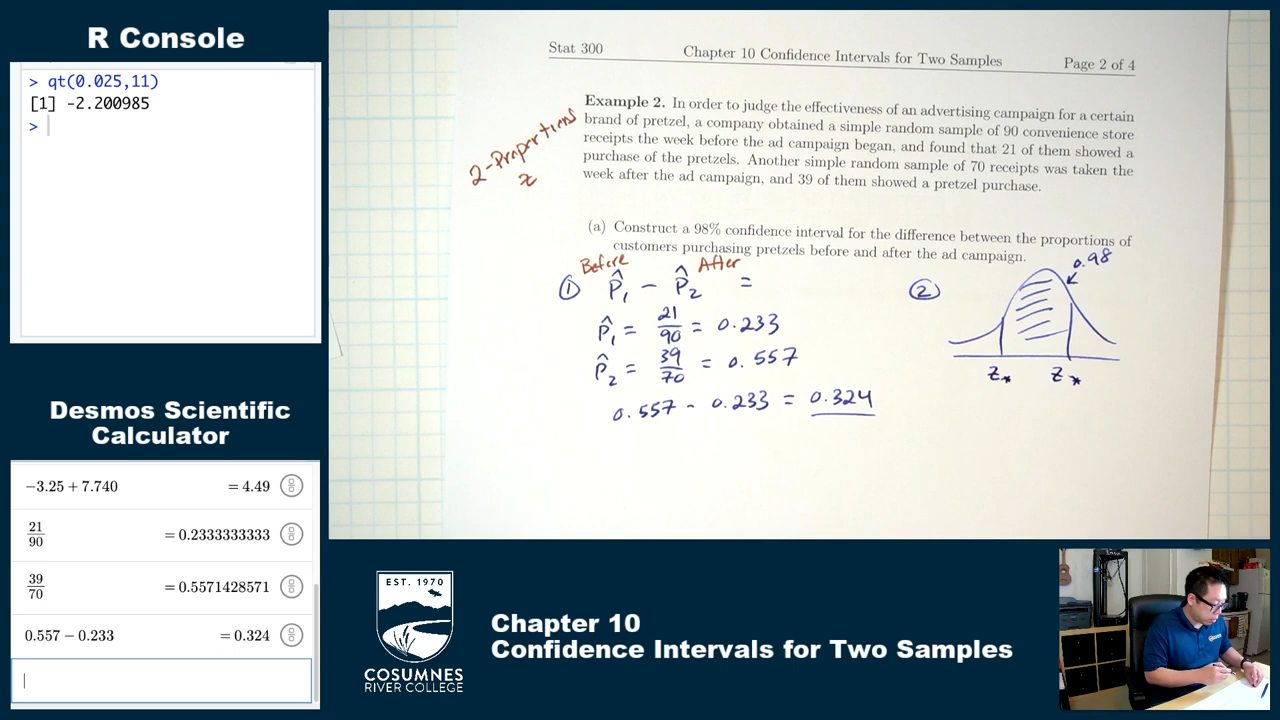 R Console
> qt(0.025,11)
[1] -2.200985
>
Desmos Scientific
Calculator
−3.25 + 7.740 = 4.49
21/90 = 0.2333333333
39/70 = 0.5571428571
0.557 − 0.233 = 0.324
Stat 300 Chapter 10 Confidence Intervals for Two Samples Page 2 of 4
2-Proportions
z
Example 2. In order to judge the effectiveness of an advertising campaign for a certain
brand of pretzel, a company obtained a simple random sample of 90 convenience store
receipts the week before the ad campaign began, and found that 21 of them showed a
purchase of the pretzels. Another simple random sample of 70 receipts was taken the
week after the ad campaign, and 39 of them showed a pretzel purchase.
(a) Construct a 98% confidence interval for the difference between the proportions of
customers purchasing pretzels before and after the ad campaign.
Before After
① p̂₁ − p̂₂ =
p̂₁ = 21/90 = 0.233
p̂₂ = 39/70 = 0.557
0.557 - 0.233 = 0.324
② 0.98
z* z*
EST. 1970
COSUMNES
RIVER COLLEGE
Chapter 10
Confidence Intervals for Two Samples